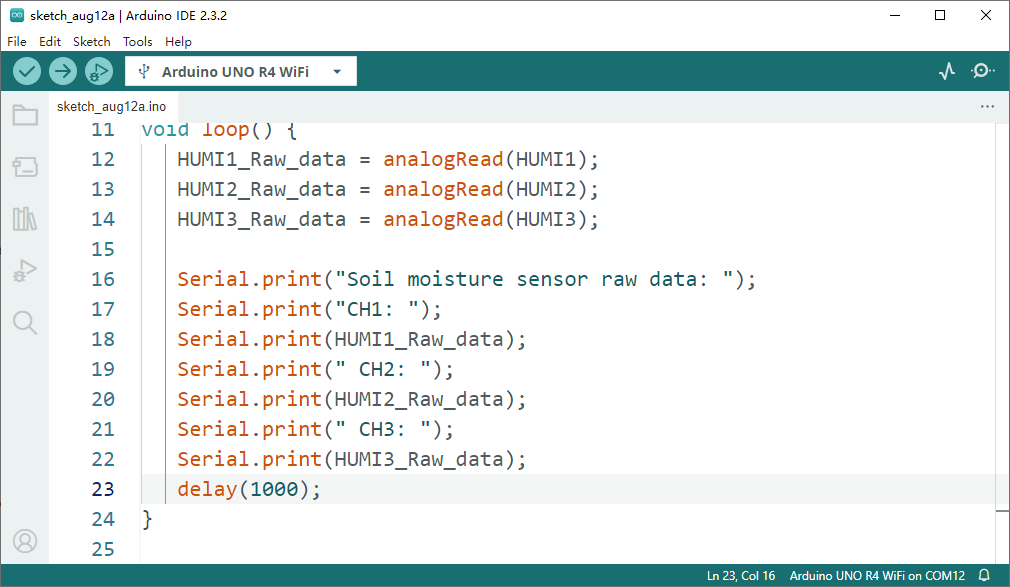 sketch_aug12a | Arduino IDE 2.3.2
File Edit Sketch Tools Help
Arduino UNO R4 WiFi
sketch_aug12a.ino
11 void loop() {
12 HUMI1_Raw_data = analogRead(HUMI1);
13 HUMI2_Raw_data = analogRead(HUMI2);
14 HUMI3_Raw_data = analogRead(HUMI3);
15
16 Serial.print("Soil moisture sensor raw data: ");
17 Serial.print("CH1: ");
18 Serial.print(HUMI1_Raw_data);
19 Serial.print(" CH2: ");
20 Serial.print(HUMI2_Raw_data);
21 Serial.print(" CH3: ");
22 Serial.print(HUMI3_Raw_data);
23 delay(1000);
24 }
25
Ln 23, Col 16 Arduino UNO R4 WiFi on COM12